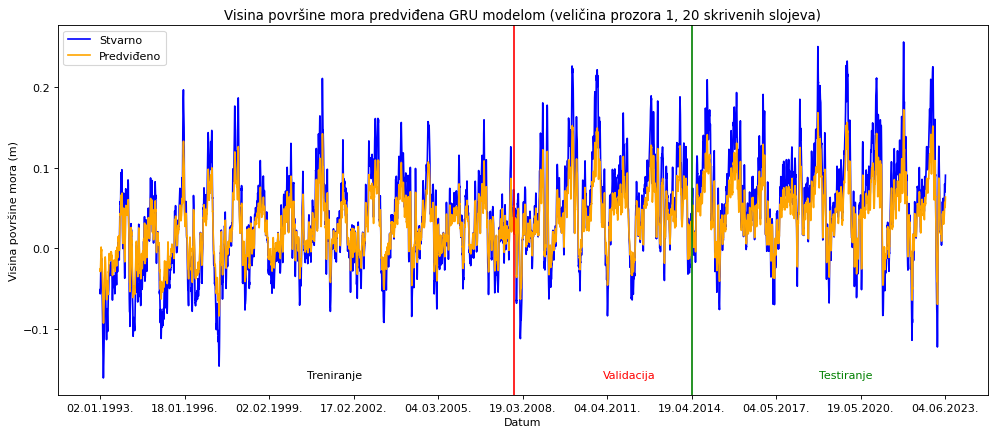 Visina površine mora predviđena GRU modelom (veličina prozora 1, 20 skrivenih slojeva)
Stvarno
Predviđeno
Visina površine mora (m)
0.2
0.1
0.0
−0.1
Treniranje
Validacija
Testiranje
02.01.1993.
18.01.1996.
02.02.1999.
17.02.2002.
04.03.2005.
19.03.2008.
04.04.2011.
19.04.2014.
04.05.2017.
19.05.2020.
04.06.2023.
Datum